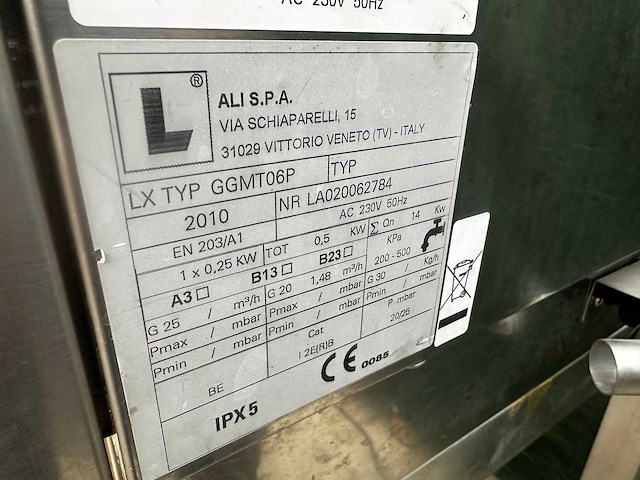 AC 230V 50Hz
L ®
ALI S.P.A.
VIA SCHIAPARELLI, 15
31029 VITTORIO VENETO (TV) - ITALY
LX TYP GGMT06P TYP
2010 NR LA020062784
EN 203/A1 AC 230V 50Hz
1 x 0,25 KW TOT 0,5 KW Σ Qn 14 Kw
A3 □ B13 □ B23 □ KPa 200 - 500
G 25 / m³/h G 20 1,48 m³/h G 30 / Kg/h
Pmax / mbar Pmax / mbar Pmin / mbar
Pmin / mbar Pmin / mbar
BE Cat I 2E(R)B P mbar 20/25
IPX5 CE 0085